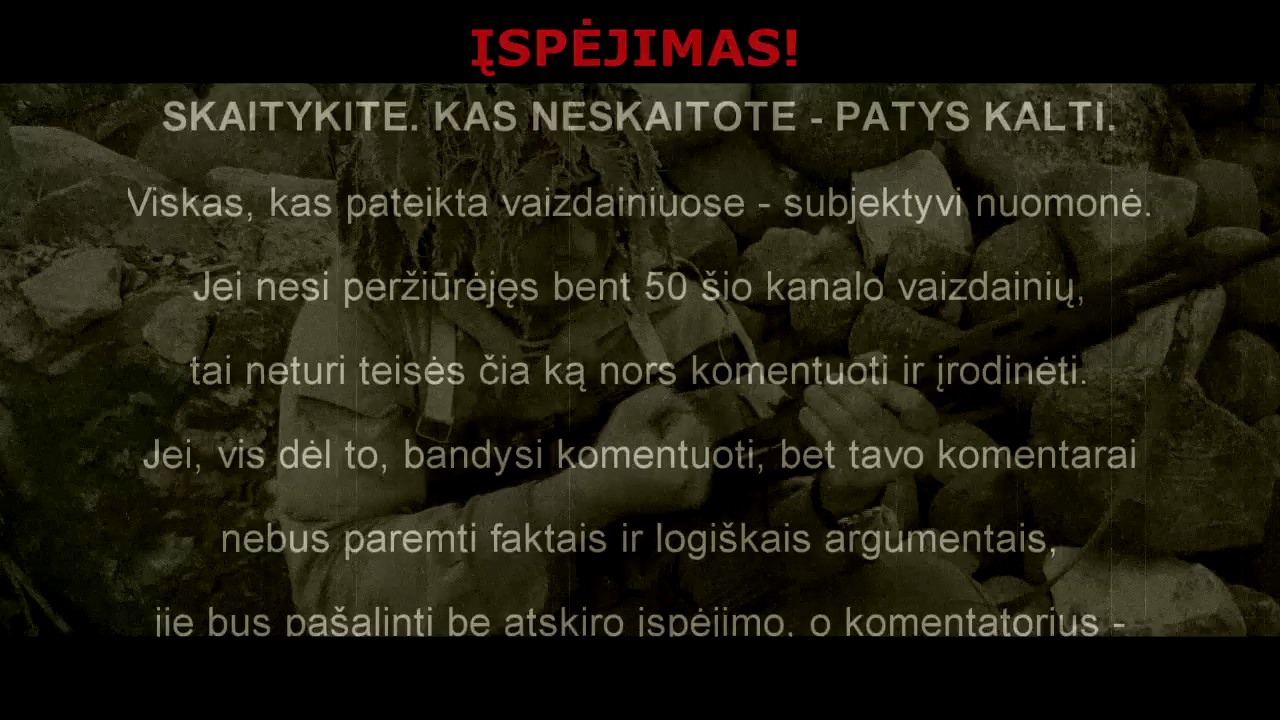 ĮSPĖJIMAS!
SKAITYKITE. KAS NESKAITOTE - PATYS KALTI.
Viskas, kas pateikta vaizdainiuose - subjektyvi nuomonė.
Jei nesi peržiūrėjęs bent 50 šio kanalo vaizdainių,
tai neturi teisės čia ką nors komentuoti ir įrodinėti.
Jei, vis dėl to, bandysi komentuoti, bet tavo komentarai
nebus paremti faktais ir logiškais argumentais,
jie bus pašalinti be atskiro įspėjimo, o komentatorius -